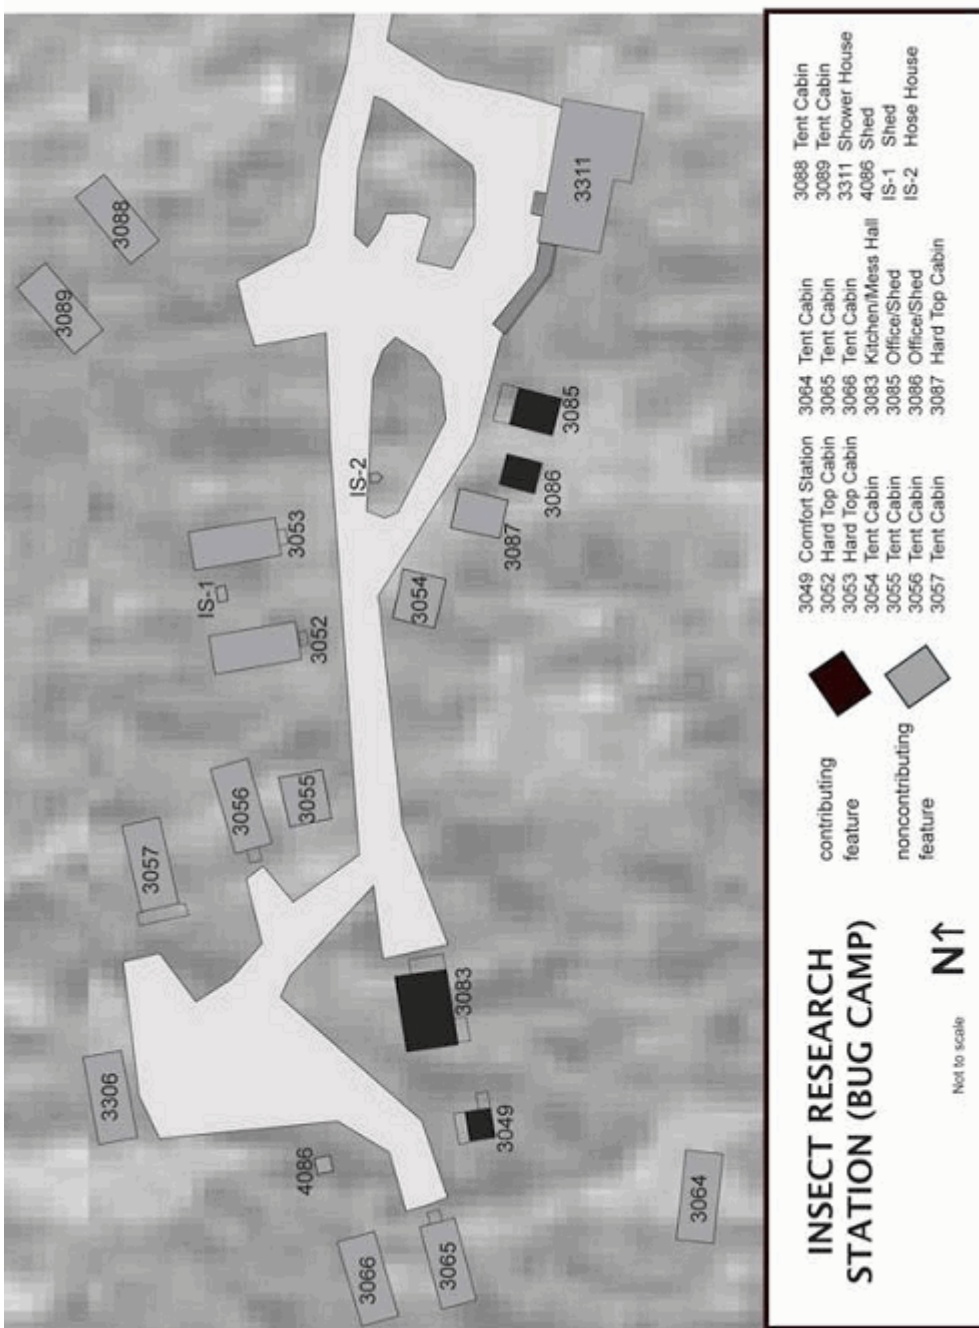 3088
3089
3311
IS-2
3085
3086
3087
3053
IS-1
3052
3054
3056
3055
3057
3083
3306
4086
3049
3066
3065
3064
INSECT RESEARCH
STATION (BUG CAMP)
Not to scale
N↑
contributing
feature
noncontributing
feature
3049 Comfort Station
3052 Hard Top Cabin
3053 Hard Top Cabin
3054 Tent Cabin
3055 Tent Cabin
3056 Tent Cabin
3057 Tent Cabin
3064 Tent Cabin
3065 Tent Cabin
3066 Tent Cabin
3083 Kitchen/Mess Hall
3085 Office/Shed
3086 Office/Shed
3087 Hard Top Cabin
3088 Tent Cabin
3089 Tent Cabin
3311 Shower House
4086 Shed
IS-1 Shed
IS-2 Hose House